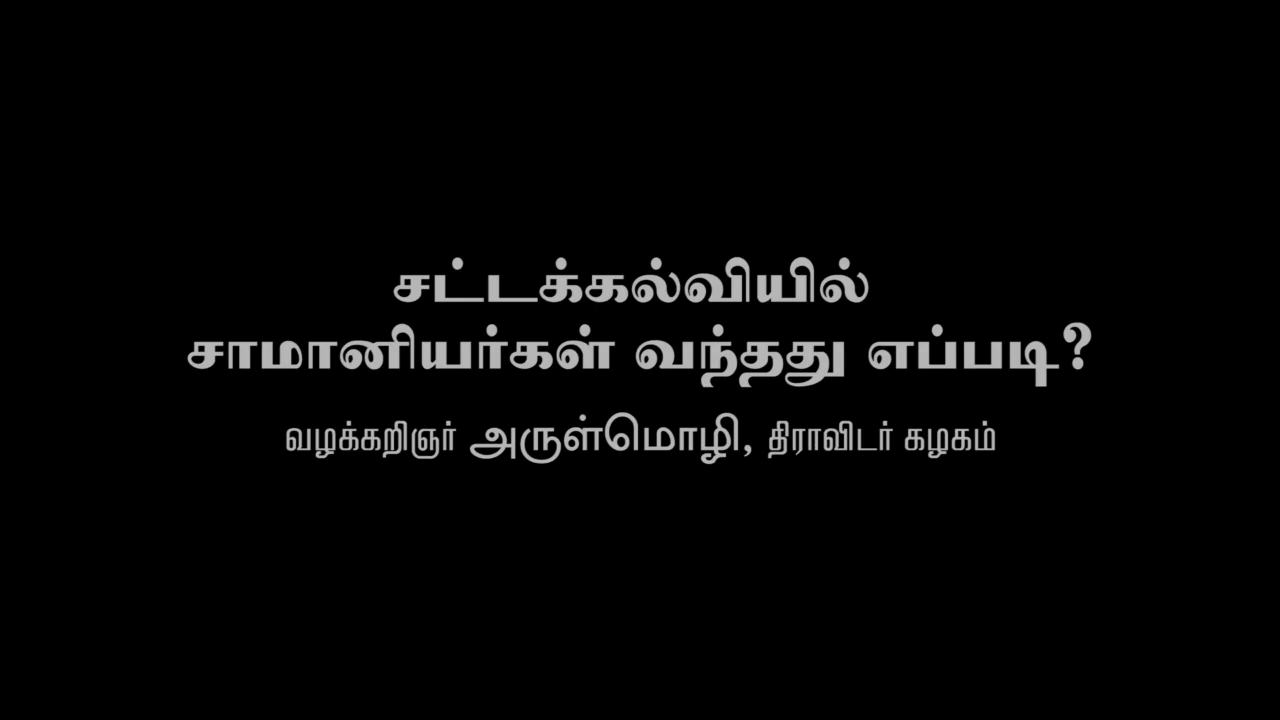 சட்டக்கல்வியில்
சாமானியர்கள் வந்தது எப்படி?
வழக்கறிஞர் அருள்மொழி, திராவிடர் கழகம்